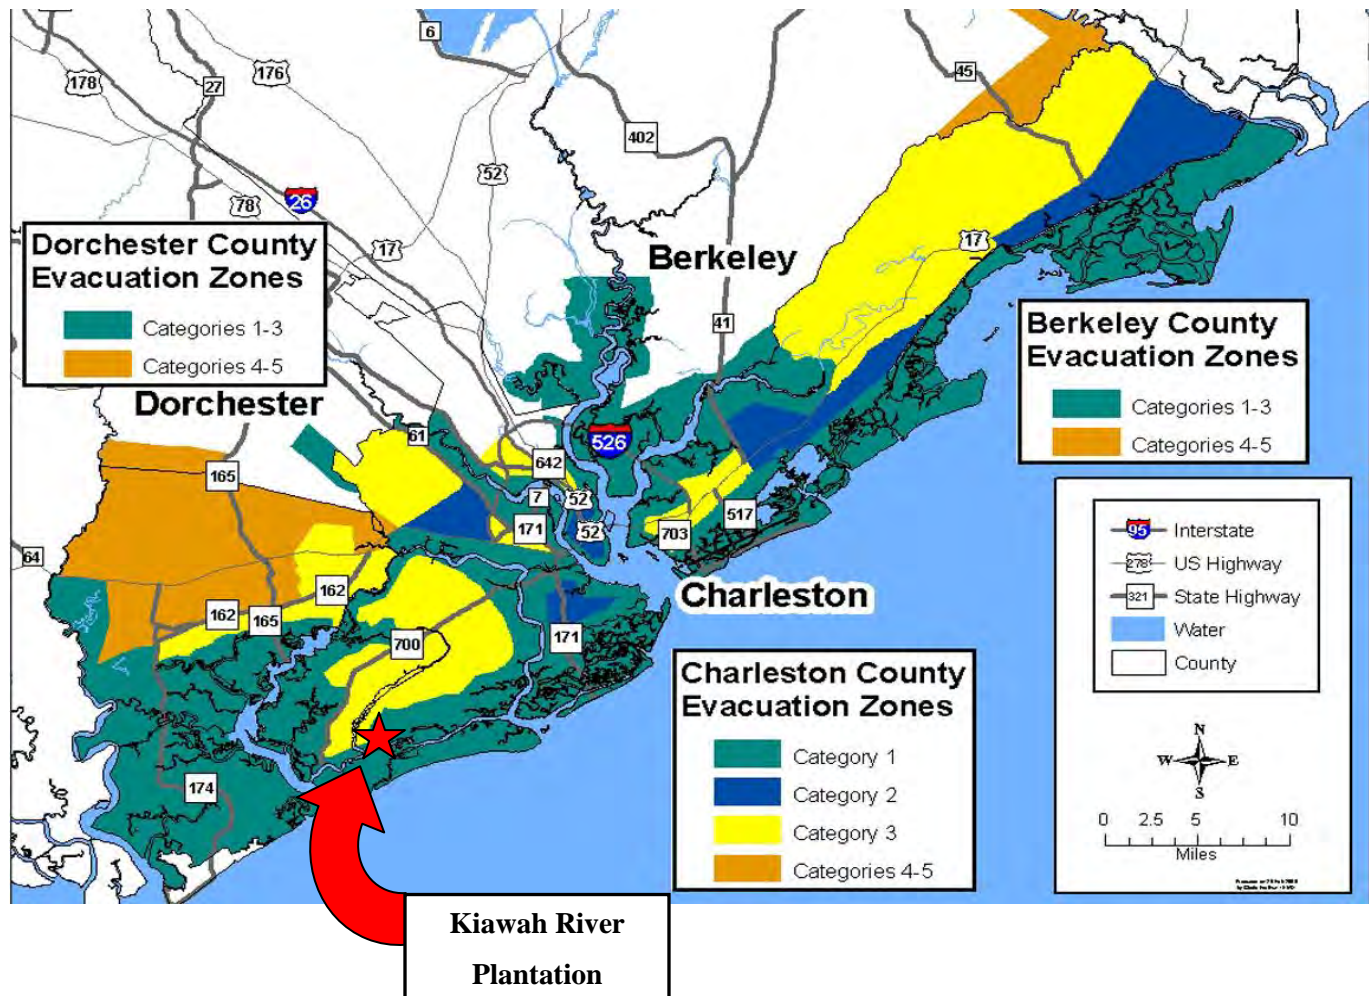 6
45
176
178
27
402
52
26
78
17
17
Dorchester County
Evacuation Zones
Categories 1-3
Categories 4-5
Berkeley
41
Berkeley County
Evacuation Zones
Categories 1-3
Categories 4-5
Dorchester
61
526
642
165
7
52
52
171
703
517
64
162
162
165
700
171
174
Charleston
Charleston County
Evacuation Zones
Category 1
Category 2
Category 3
Categories 4-5
95 Interstate
278 US Highway
321 State Highway
Water
County
N
W E
S
0 2.5 5 10
Miles
Kiawah River
Plantation